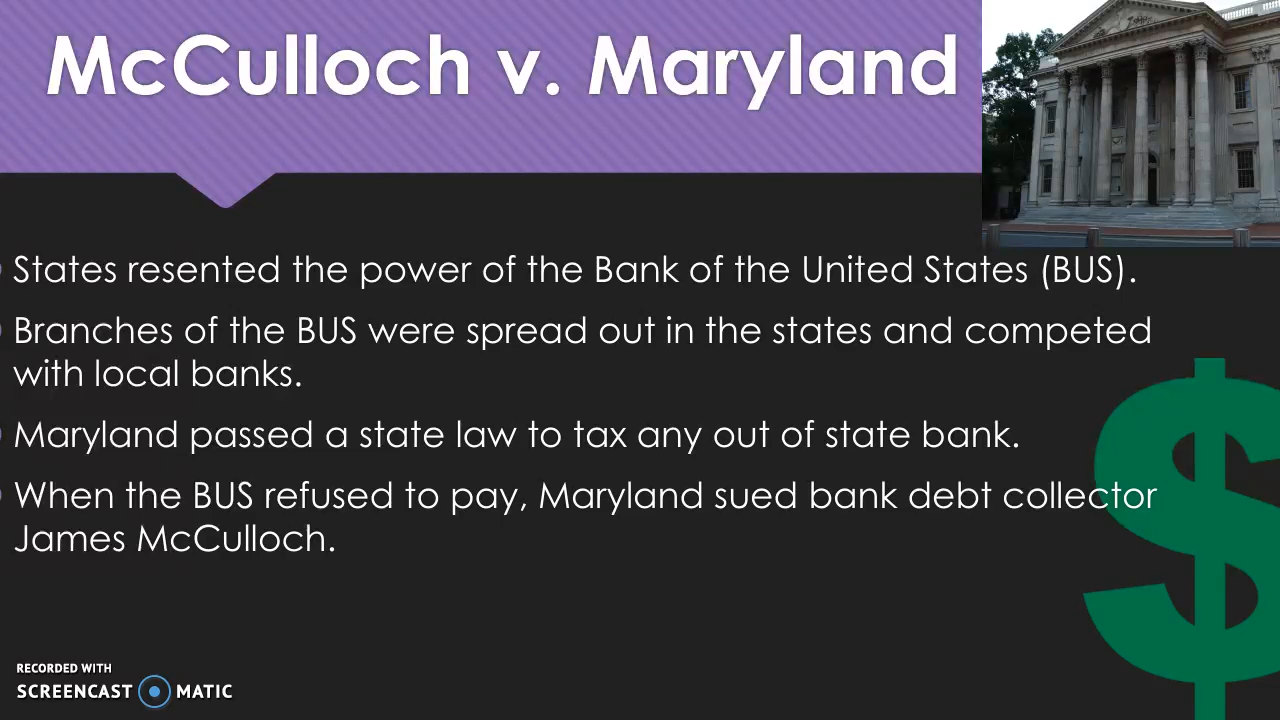 McCulloch v. Maryland
States resented the power of the Bank of the United States (BUS).
Branches of the BUS were spread out in the states and competed
with local banks.
Maryland passed a state law to tax any out of state bank.
When the BUS refused to pay, Maryland sued bank debt collector
James McCulloch.
$
RECORDED WITH
SCREENCAST MATIC